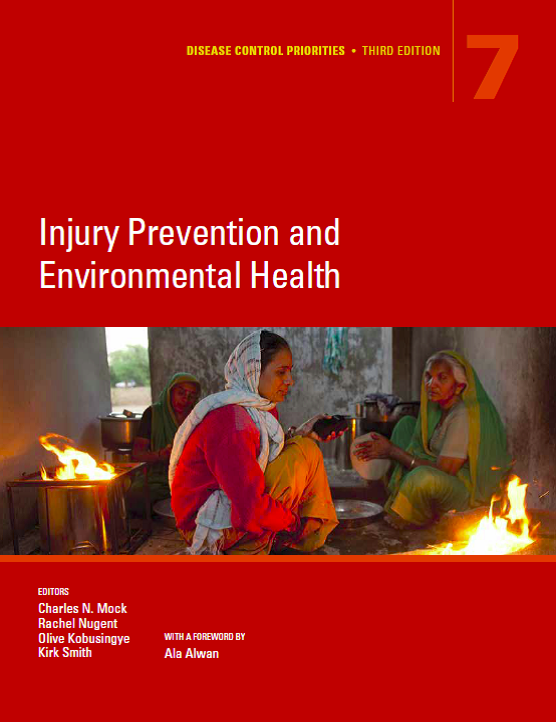 DISEASE CONTROL PRIORITIES • THIRD EDITION
7
Injury Prevention and
Environmental Health
EDITORS
Charles N. Mock
Rachel Nugent
Olive Kobusingye
Kirk Smith
WITH A FOREWORD BY
Ala Alwan